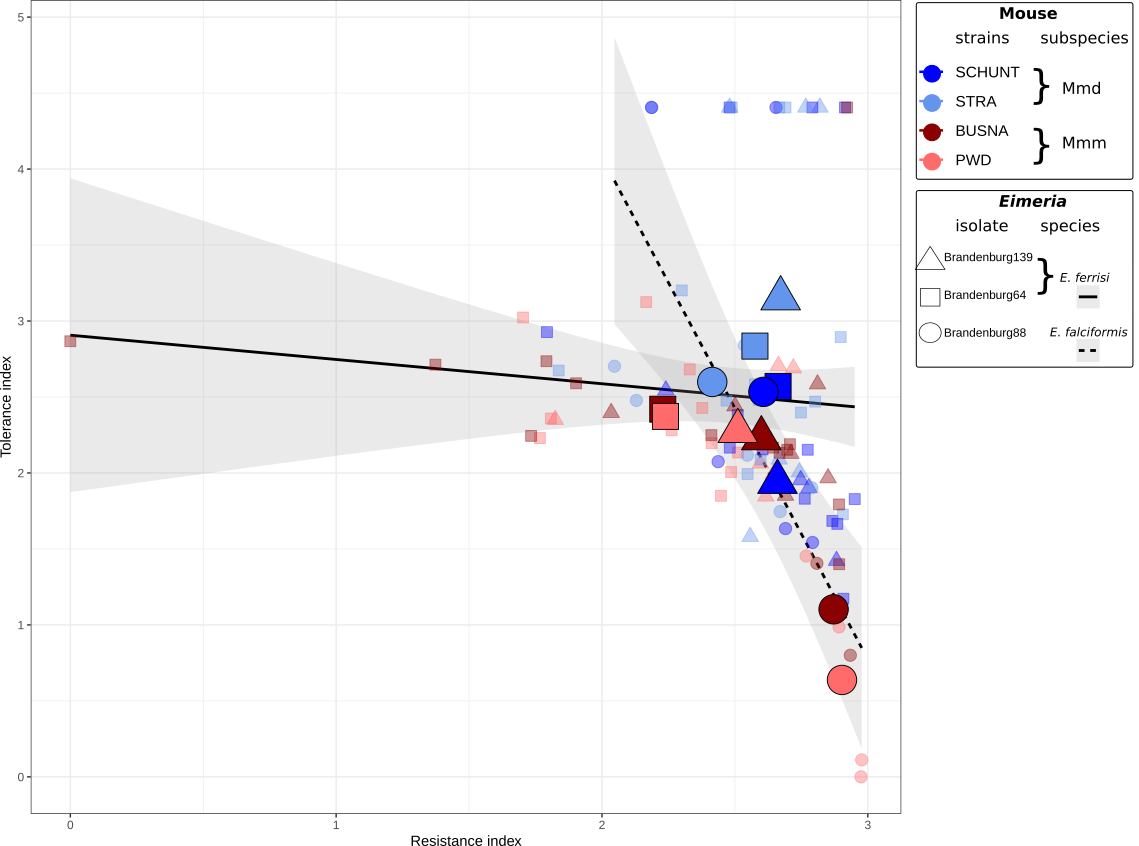 Mouse
strains subspecies
SCHUNT
} Mmd
STRA
BUSNA
} Mmm
PWD
Eimeria
isolate species
Brandenburg139
} E. ferrisi
Brandenburg64
Brandenburg88 E. falciformis
Tolerance index
5
4
3
2
1
0
0 1 2 3
Resistance index